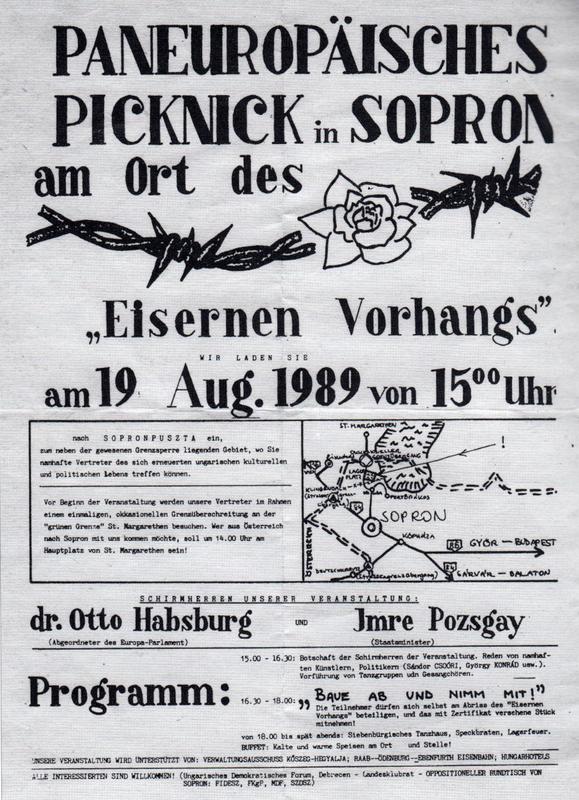 PANEUROPÄISCHES
PICKNICK in SOPRON
am Ort des
„Eisernen Vorhangs”.
WIR LADEN SIE
am 19 Aug. 1989 von 15⁰⁰ Uhr
nach SOPRONPUSZTA ein,
zum neben der gewesenen Grenzsperre liegenden Gebiet, wo Sie
namhafte Vertreter des sich erneuerten ungarischen kulturellen
und politischen Lebens treffen können.
Vor Beginn der Veranstaltung werden unsere Vertreter im Rahmen
einem einmaligen, okkasionellen Grenzüberschreitung an der
"grünen Grenze" St. Margarethen besuchen. Wer aus Österreich
nach Sopron mit uns kommen möchte, soll um 14.00 Uhr am
Hauptplatz von St. Margarethen sein!
ST. MARGARETHEN
!
SOPRON
ÖSTERREICH
KÓPHÁZA
GYŐR - BUDAPEST
SÁRVÁR - BALATON
SCHIRMHERREN UNSERER VERANSTALTUNG:
dr. Otto Habsburg UND Imre Pozsgay
(Abgeordneter des Europa-Parlament) (Staatsminister)
Programm:
15.00 - 16.30: Botschaft der Schirmherren der Veranstaltung. Reden von namhaf-
ten Künstlern, Politikern (Sándor CSOÓRI, György KONRÁD usw.).
Vorführung von Tanzgruppen udn Gesangchören.
16.30 - 18.00: „BAUE AB UND NIMM MIT!"
Die Teilnehmer dürfen sich selbst am Abriss des "Eisernen
Vorhangs" beteiligen, und das mit Zertifikat versehene Stück
mitnehmen!
von 18.00 bis spät abends: Siebenbürgisches Tanzhaus, Speckbraten, Lagerfeuer.
BUFFET: Kalte und warme Speisen am Ort und Stelle!
UNSERE VERANSTALTUNG WIRD UNTERSTÜTZT VON: VERWALTUNGSAUSSCHUSS KŐSZEG-HEGYALJA; RAAB--ÖDENBURG--EBENFURTH EISENBAHN; HUNGARHOTELS
ALLE INTERESSIERTEN SIND WILLKOMMEN! (Ungarisches Demokratisches Forum, Debrecen - Landesklubrat - OPPOSITIONELLER RUNDTISCH VON
SOPRON: FIDESZ, FKgP, MDF, SZDSZ)